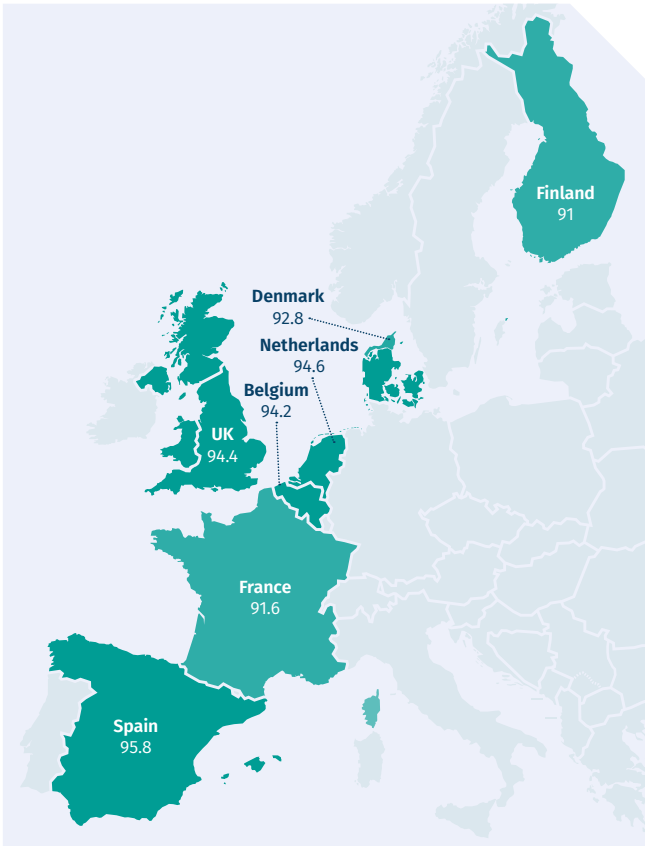 Finland
91
Denmark
92.8
Netherlands
94.6
Belgium
94.2
UK
94.4
France
91.6
Spain
95.8